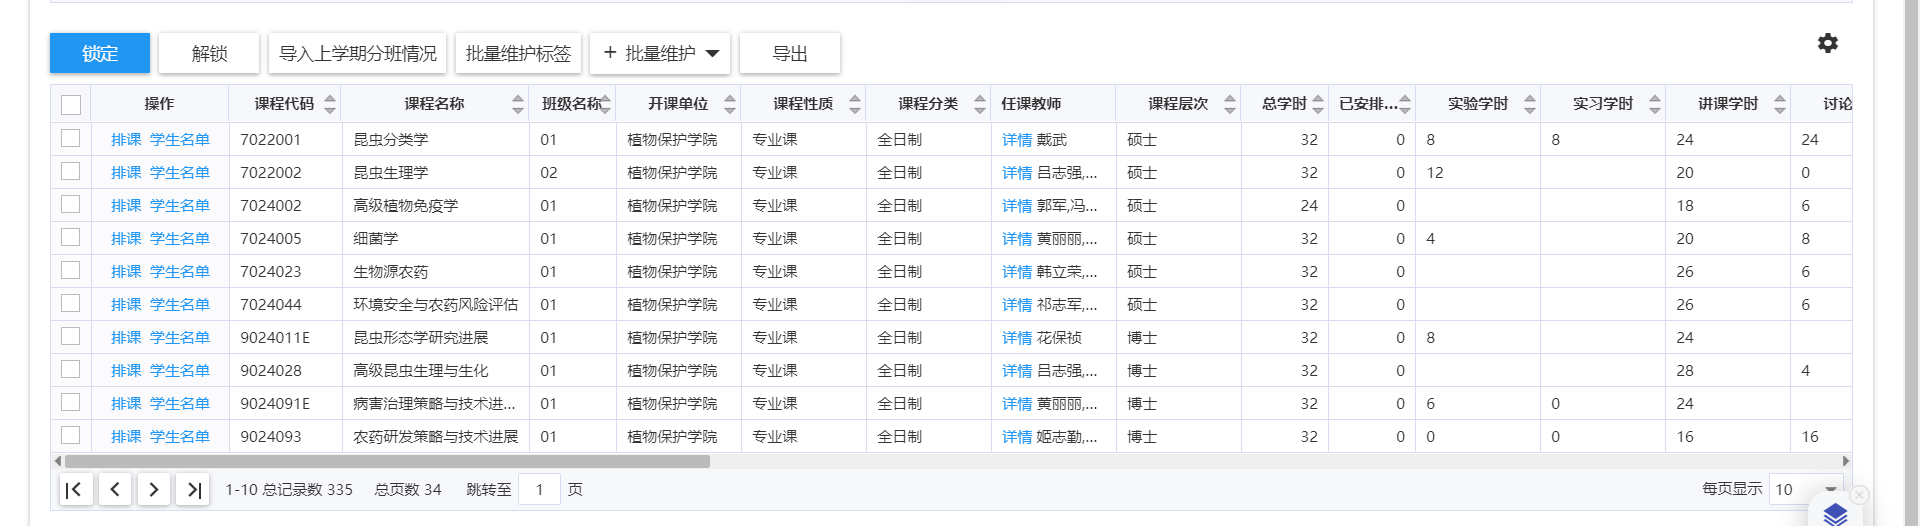 锁定 解锁 导入上学期分班情况 批量维护标签 + 批量维护 导出
操作 课程代码 课程名称 班级名称 开课单位 课程性质 课程分类 任课教师 课程层次 总学时 已安排... 实验学时 实习学时 讲课学时 讨论
排课 学生名单 7022001 昆虫分类学 01 植物保护学院 专业课 全日制 详情 戴武 硕士 32 0 8 8 24 24
排课 学生名单 7022002 昆虫生理学 02 植物保护学院 专业课 全日制 详情 吕志强,... 硕士 32 0 12 20 0
排课 学生名单 7024002 高级植物免疫学 01 植物保护学院 专业课 全日制 详情 郭军,冯... 硕士 24 0 18 6
排课 学生名单 7024005 细菌学 01 植物保护学院 专业课 全日制 详情 黄丽丽,... 硕士 32 0 4 20 8
排课 学生名单 7024023 生物源农药 01 植物保护学院 专业课 全日制 详情 韩立荣,... 硕士 32 0 26 6
排课 学生名单 7024044 环境安全与农药风险评估 01 植物保护学院 专业课 全日制 详情 祁志军,... 硕士 32 0 26 6
排课 学生名单 9024011E 昆虫形态学研究进展 01 植物保护学院 专业课 全日制 详情 花保祯 博士 32 0 8 24
排课 学生名单 9024028 高级昆虫生理与生化 01 植物保护学院 专业课 全日制 详情 吕志强,... 博士 32 0 28 4
排课 学生名单 9024091E 病害治理策略与技术进... 01 植物保护学院 专业课 全日制 详情 黄丽丽,... 博士 32 0 6 0 24
排课 学生名单 9024093 农药研发策略与技术进展 01 植物保护学院 专业课 全日制 详情 姬志勤,... 博士 32 0 0 0 16 16
1-10 总记录数 335 总页数 34 跳转至 1 页 每页显示 10